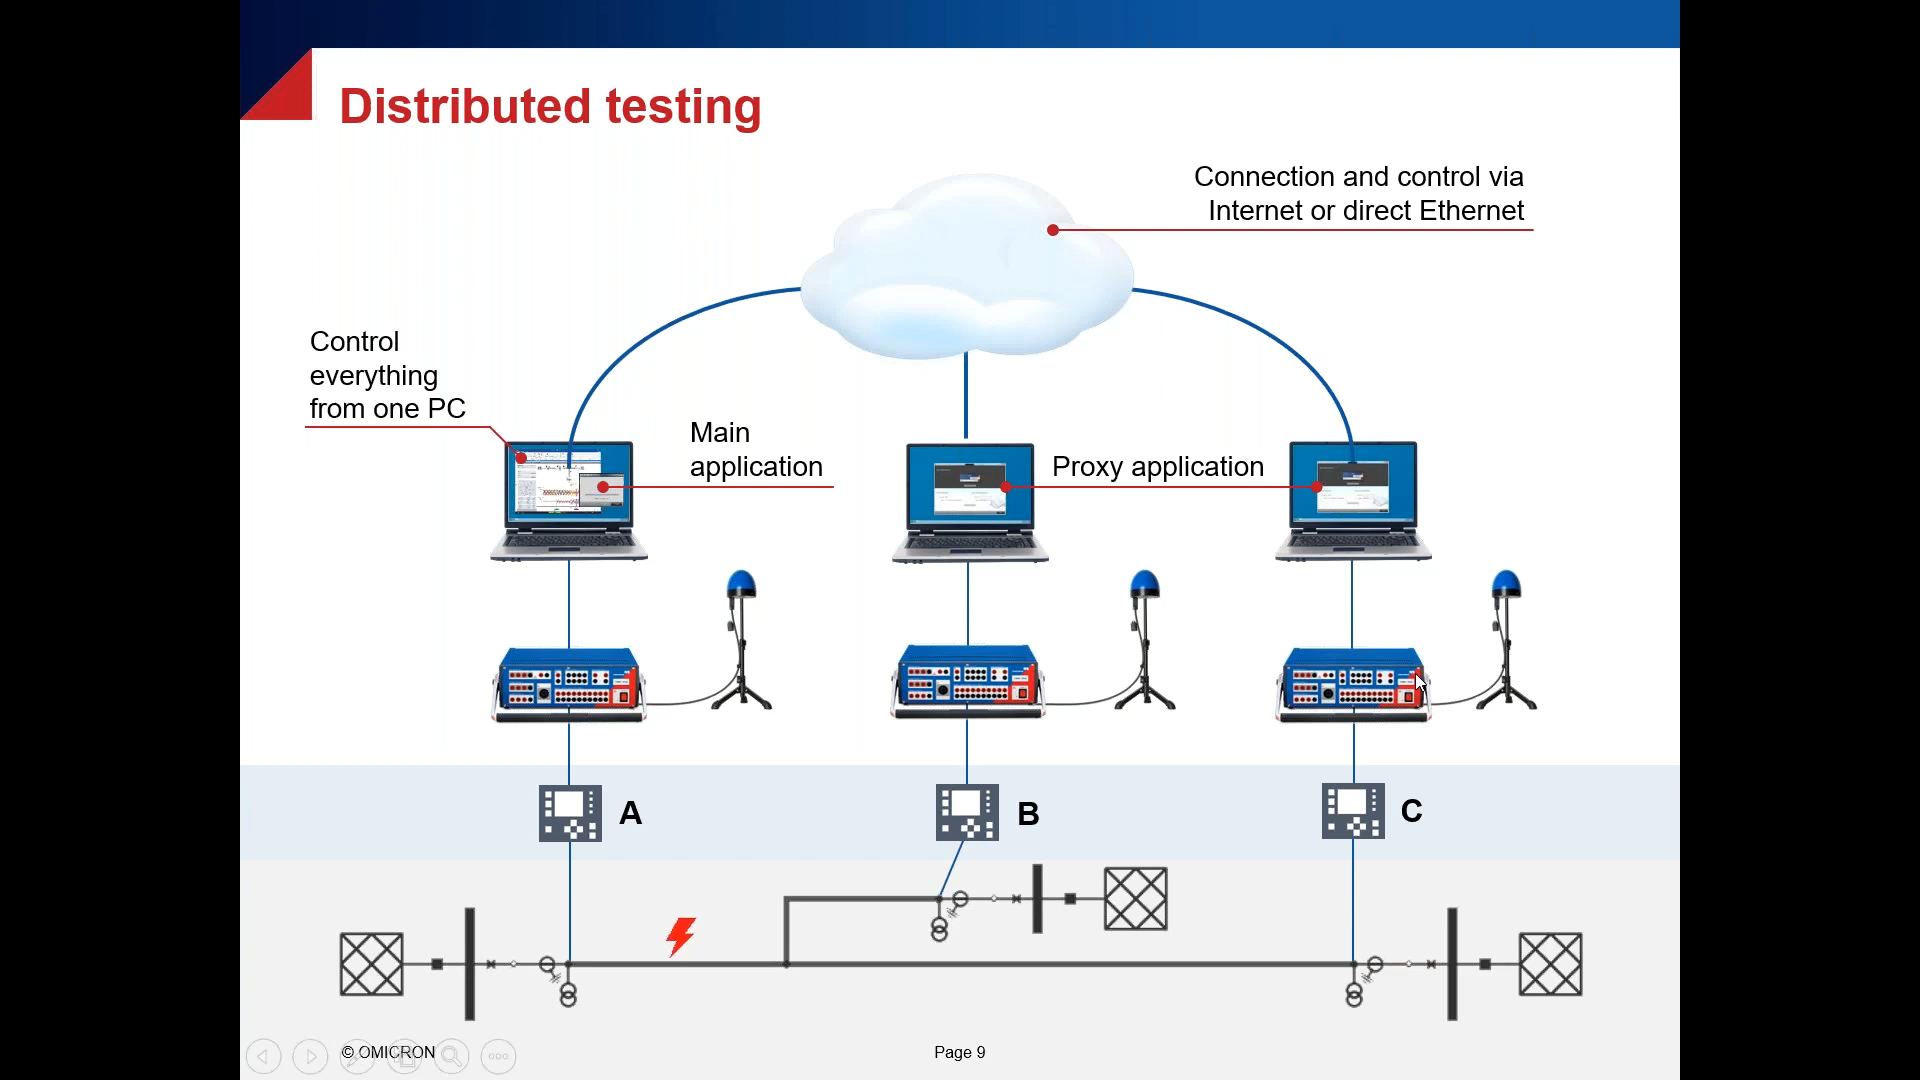 Distributed testing
Connection and control via
Internet or direct Ethernet
Control
everything
from one PC
Main
application
Proxy application
A
B
C
© OMICRON
Page 9